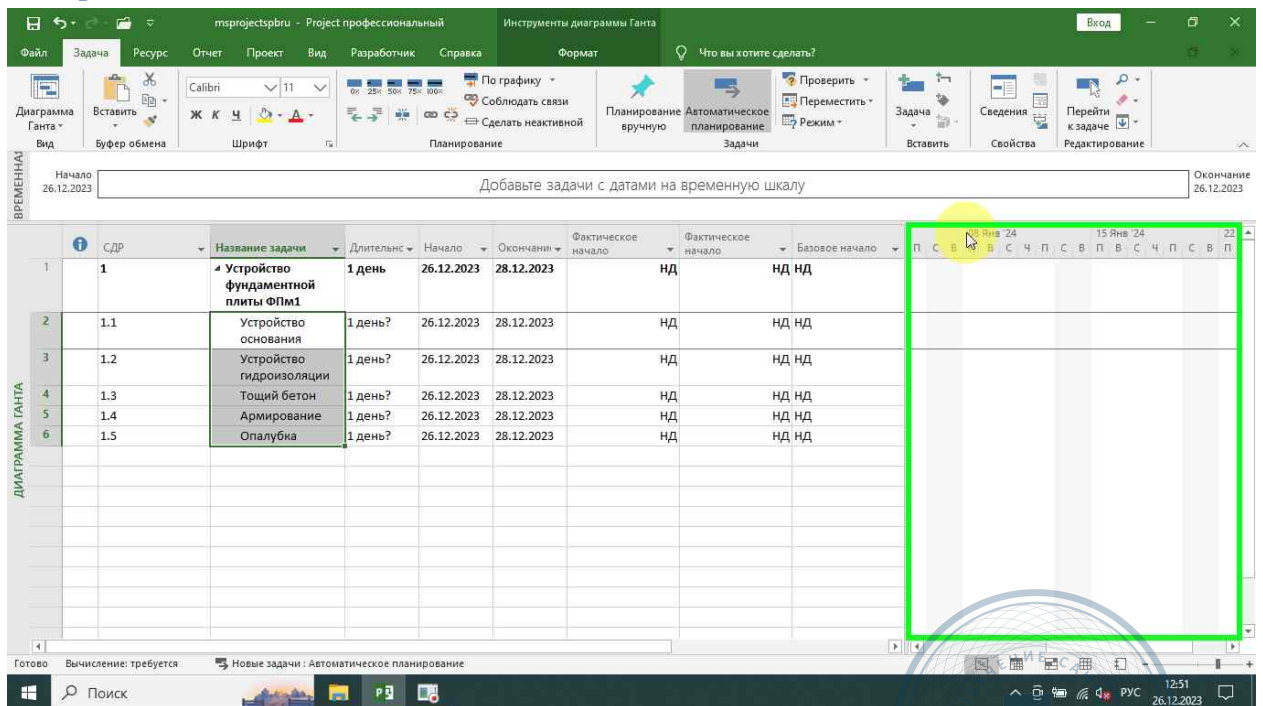 msprojectspbru - Project профессиональный
Инструменты диаграммы Ганта
Вход
Файл Задача Ресурс Отчет Проект Вид Разработчик Справка Формат Что вы хотите сделать?
Диаграмма Ганта
Вставить
Calibri 11
Ж К Ч А
0× 25× 50× 75× 100×
По графику
Соблюдать связи
Сделать неактивной
Планирование вручную
Автоматическое планирование
Проверить
Переместить
Режим
Задача
Сведения
Перейти к задаче
Вид Буфер обмена Шрифт Планирование Задачи Вставить Свойства Редактирование
ВРЕМЕННАЯ
Начало
26.12.2023
Добавьте задачи с датами на временную шкалу
Окончание
26.12.2023
СДР Название задачи Длительнс Начало Окончани Фактическое начало Фактическое начало Базовое начало
08 Янв '24 15 Янв '24 22
П С В П В С Ч П С В П В С Ч П С В П
1 1 Устройство фундаментной плиты ФПм1 1 день 26.12.2023 28.12.2023 НД НД НД
2 1.1 Устройство основания 1 день? 26.12.2023 28.12.2023 НД НД НД
3 1.2 Устройство гидроизоляции 1 день? 26.12.2023 28.12.2023 НД НД НД
4 1.3 Тощий бетон 1 день? 26.12.2023 28.12.2023 НД НД НД
5 1.4 Армирование 1 день? 26.12.2023 28.12.2023 НД НД НД
6 1.5 Опалубка 1 день? 26.12.2023 28.12.2023 НД НД НД
ДИАГРАММА ГАНТА
Готово Вычисление: требуется Новые задачи : Автоматическое планирование
Поиск
РУС
12:51
26.12.2023